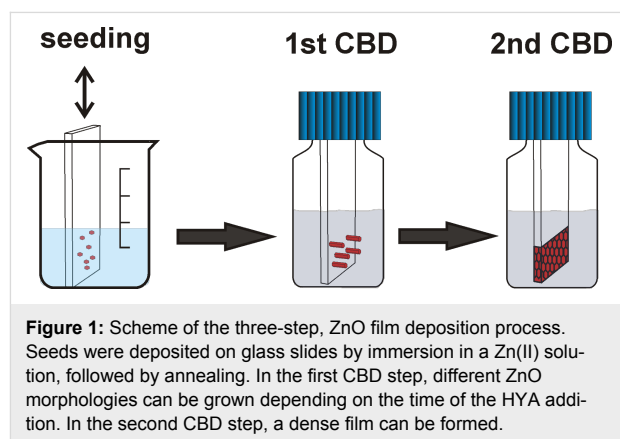 seeding 1st CBD 2nd CBD
Figure 1: Scheme of the three-step, ZnO film deposition process.
Seeds were deposited on glass slides by immersion in a Zn(II) solu-
tion, followed by annealing. In the first CBD step, different ZnO
morphologies can be grown depending on the time of the HYA addi-
tion. In the second CBD step, a dense film can be formed.